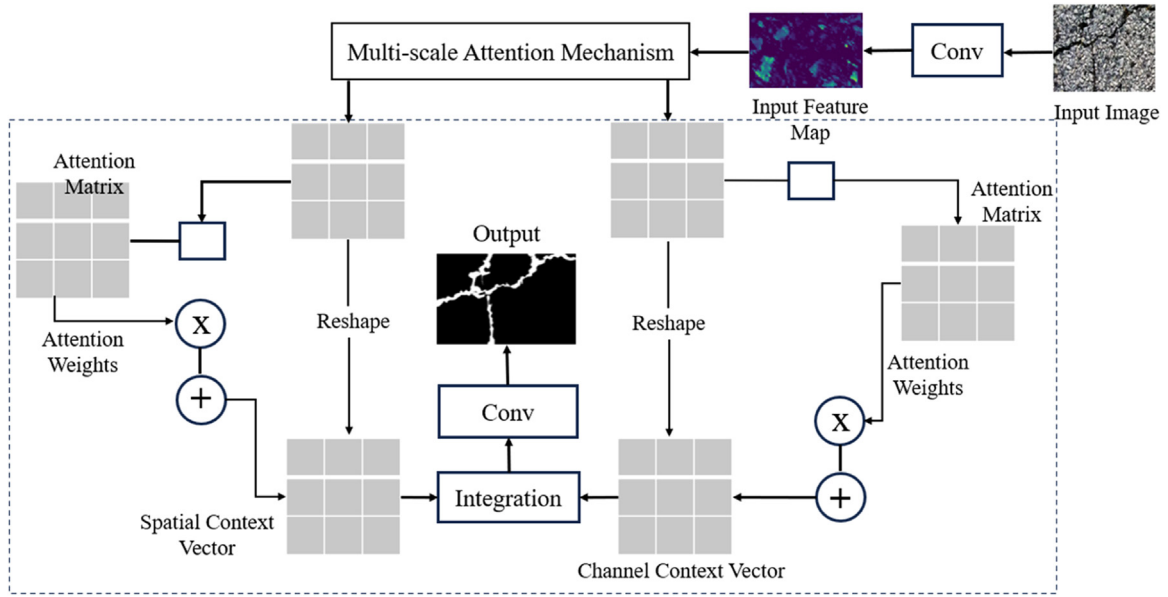 Multi-scale Attention Mechanism
Conv
Input Feature
Map
Input Image
Attention
Matrix
Attention
Matrix
Output
Reshape
Reshape
X
Attention
Weights
Attention
Weights
+
Conv
X
Integration
+
Spatial Context
Vector
Channel Context Vector